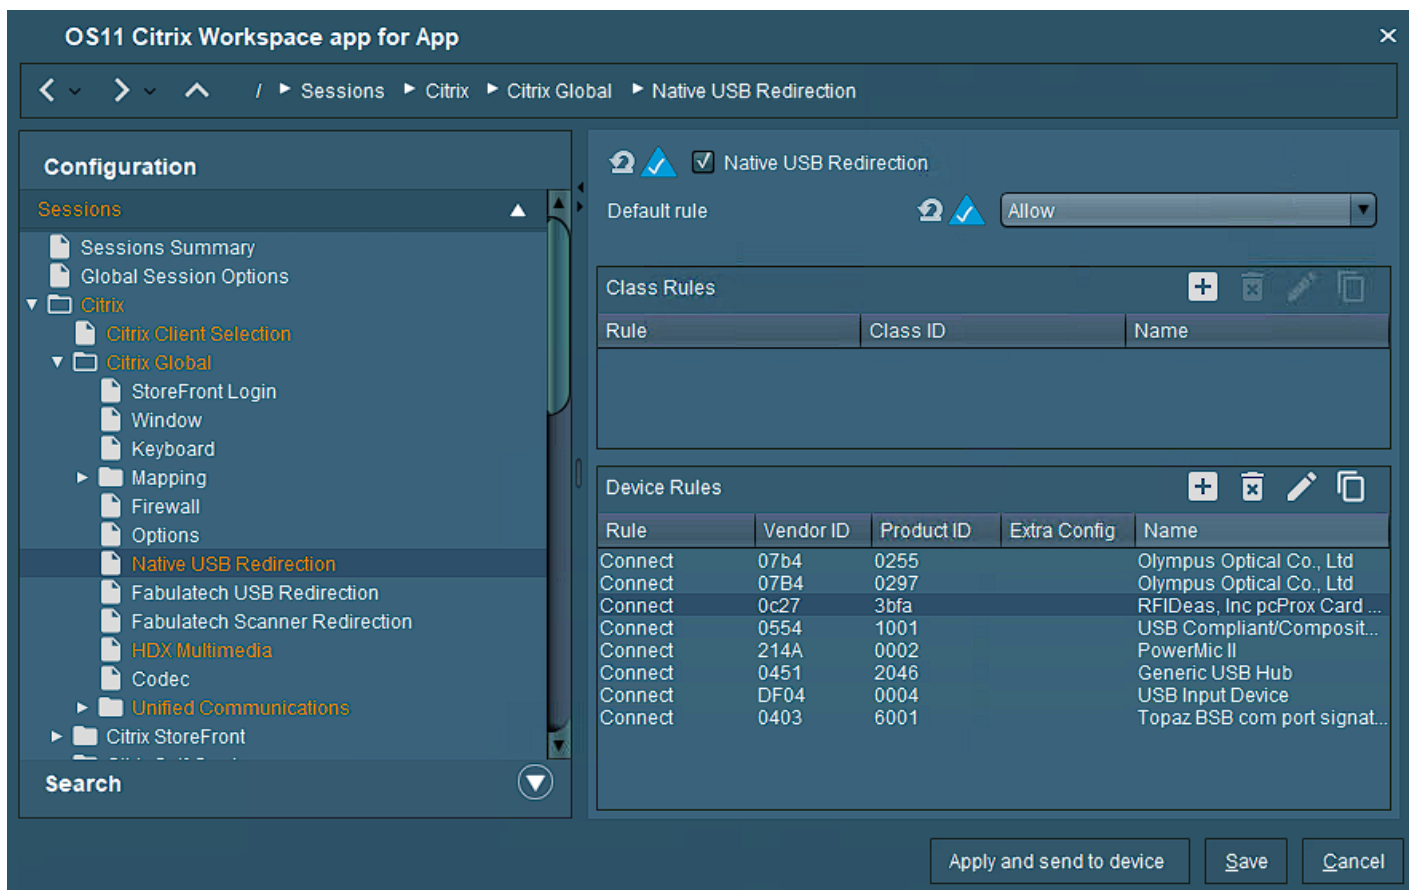 OS11 Citrix Workspace app for App
/ Sessions Citrix Citrix Global Native USB Redirection
Configuration
Sessions
Sessions Summary
Global Session Options
Citrix
Citrix Client Selection
Citrix Global
StoreFront Login
Window
Keyboard
Mapping
Firewall
Options
Native USB Redirection
Fabulatech USB Redirection
Fabulatech Scanner Redirection
HDX Multimedia
Codec
Unified Communications
Citrix StoreFront
Search
Native USB Redirection
Default rule Allow
Class Rules
Rule Class ID Name
Device Rules
Rule Vendor ID Product ID Extra Config Name
Connect 07b4 0255 Olympus Optical Co., Ltd
Connect 07B4 0297 Olympus Optical Co., Ltd
Connect 0c27 3bfa RFIDeas, Inc pcProx Card ...
Connect 0554 1001 USB Compliant/Composit...
Connect 214A 0002 PowerMic II
Connect 0451 2046 Generic USB Hub
Connect DF04 0004 USB Input Device
Connect 0403 6001 Topaz BSB com port signat...
Apply and send to device Save Cancel